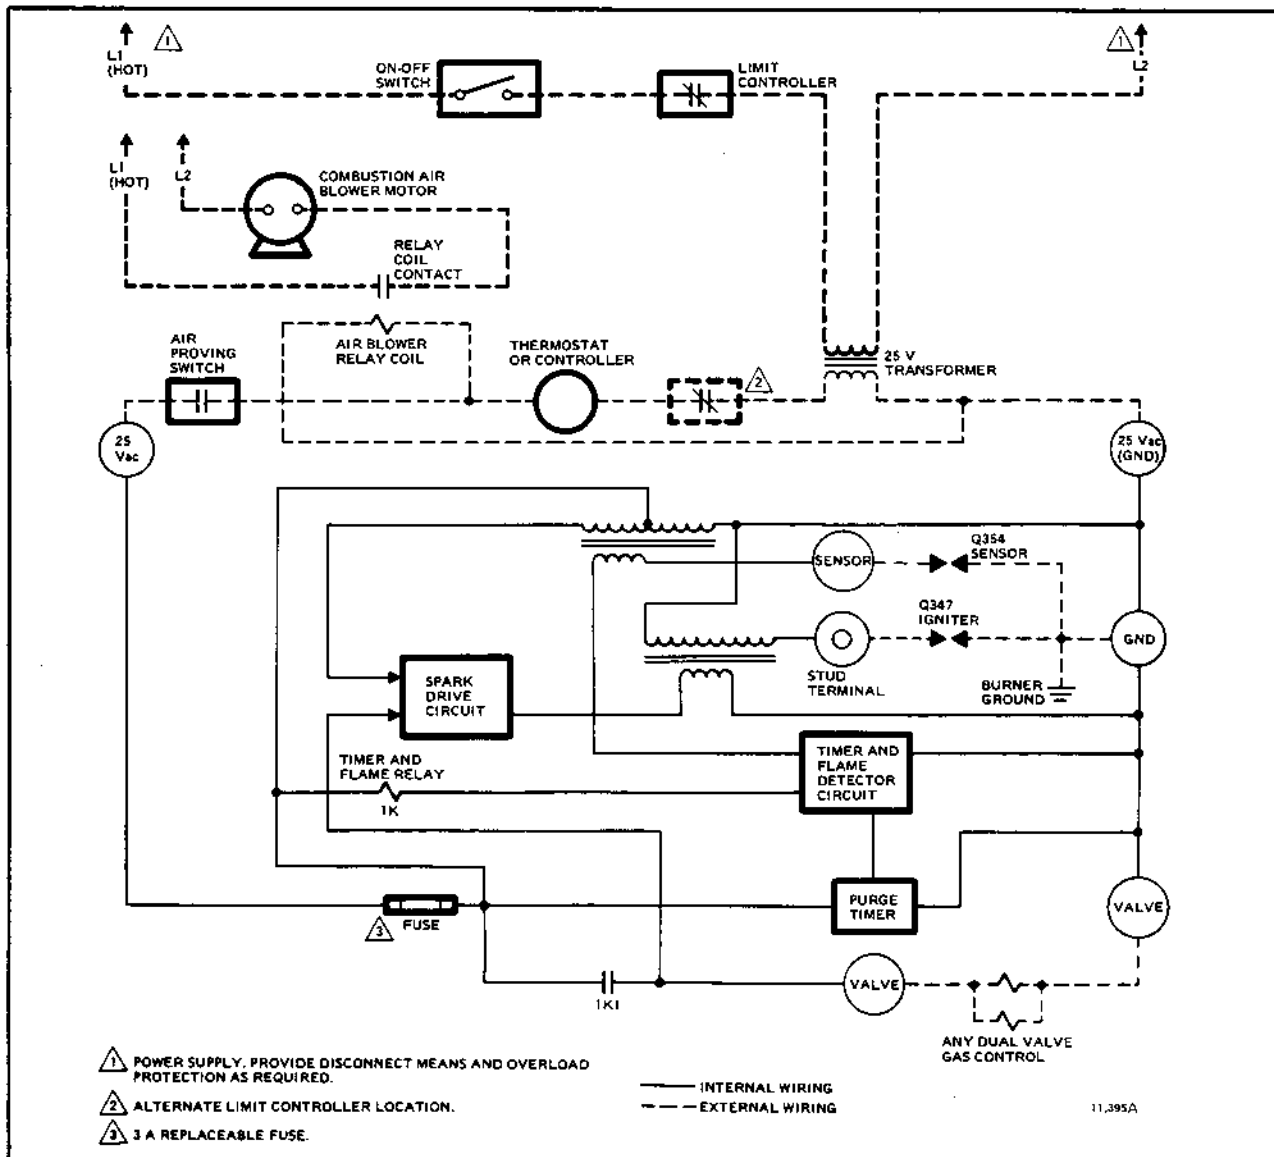 L1
(HOT)
1
ON-OFF
SWITCH
LIMIT
CONTROLLER
1
L2
L1
(HOT)
L2
COMBUSTION AIR
BLOWER MOTOR
RELAY
COIL
CONTACT
AIR
PROVING
SWITCH
AIR BLOWER
RELAY COIL
THERMOSTAT
OR CONTROLLER
2
25 V
TRANSFORMER
25
Vac
25 Vac
(GND)
SENSOR
Q354
SENSOR
Q347
IGNITER
GND
STUD
TERMINAL
BURNER
GROUND
SPARK
DRIVE
CIRCUIT
TIMER AND
FLAME RELAY
1K
TIMER AND
FLAME
DETECTOR
CIRCUIT
PURGE
TIMER
VALVE
3
FUSE
1K1
VALVE
ANY DUAL VALVE
GAS CONTROL
1 POWER SUPPLY. PROVIDE DISCONNECT MEANS AND OVERLOAD
PROTECTION AS REQUIRED.
2 ALTERNATE LIMIT CONTROLLER LOCATION.
3 3 A REPLACEABLE FUSE.
INTERNAL WIRING
EXTERNAL WIRING
11,395A